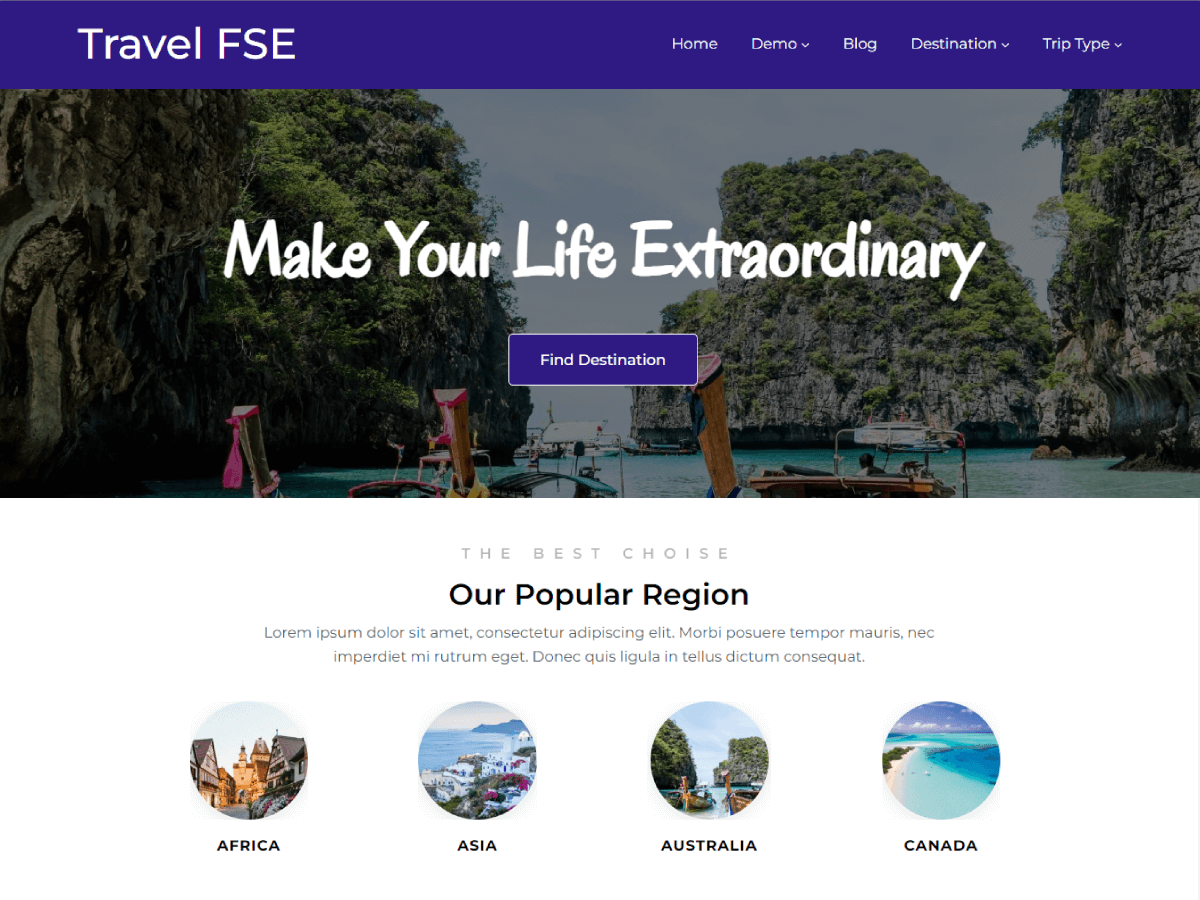 Travel FSE
Home Demo Blog Destination Trip Type
Make Your Life Extraordinary
Find Destination
THE BEST CHOISE
Our Popular Region
Lorem ipsum dolor sit amet, consectetur adipiscing elit. Morbi posuere tempor mauris, nec
imperdiet mi rutrum eget. Donec quis ligula in tellus dictum consequat.
AFRICA ASIA AUSTRALIA CANADA